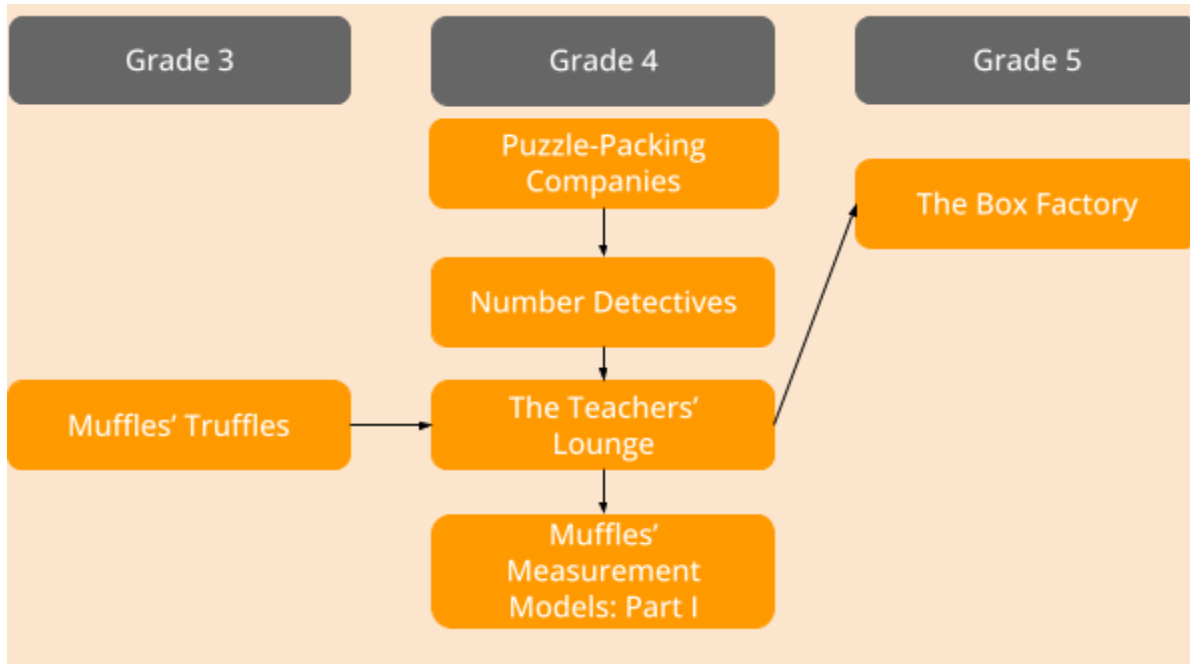 Grade 3
Grade 4
Grade 5
Puzzle-Packing
Companies
The Box Factory
Number Detectives
Muffles’ Truffles
The Teachers’
Lounge
Muffles’
Measurement
Models: Part I